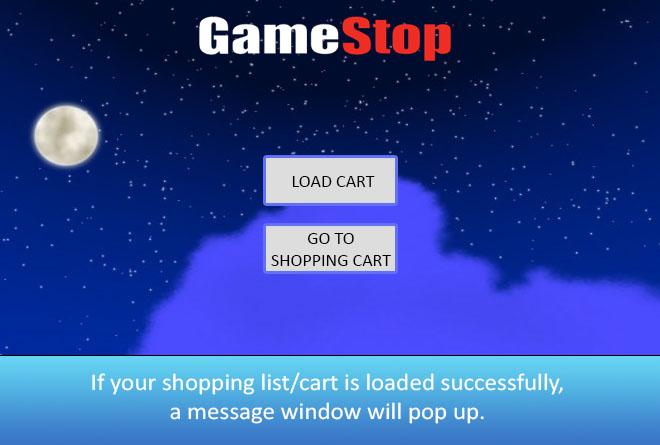 GameStop
LOAD CART
GO TO
SHOPPING CART
If your shopping list/cart is loaded successfully,
a message window will pop up.